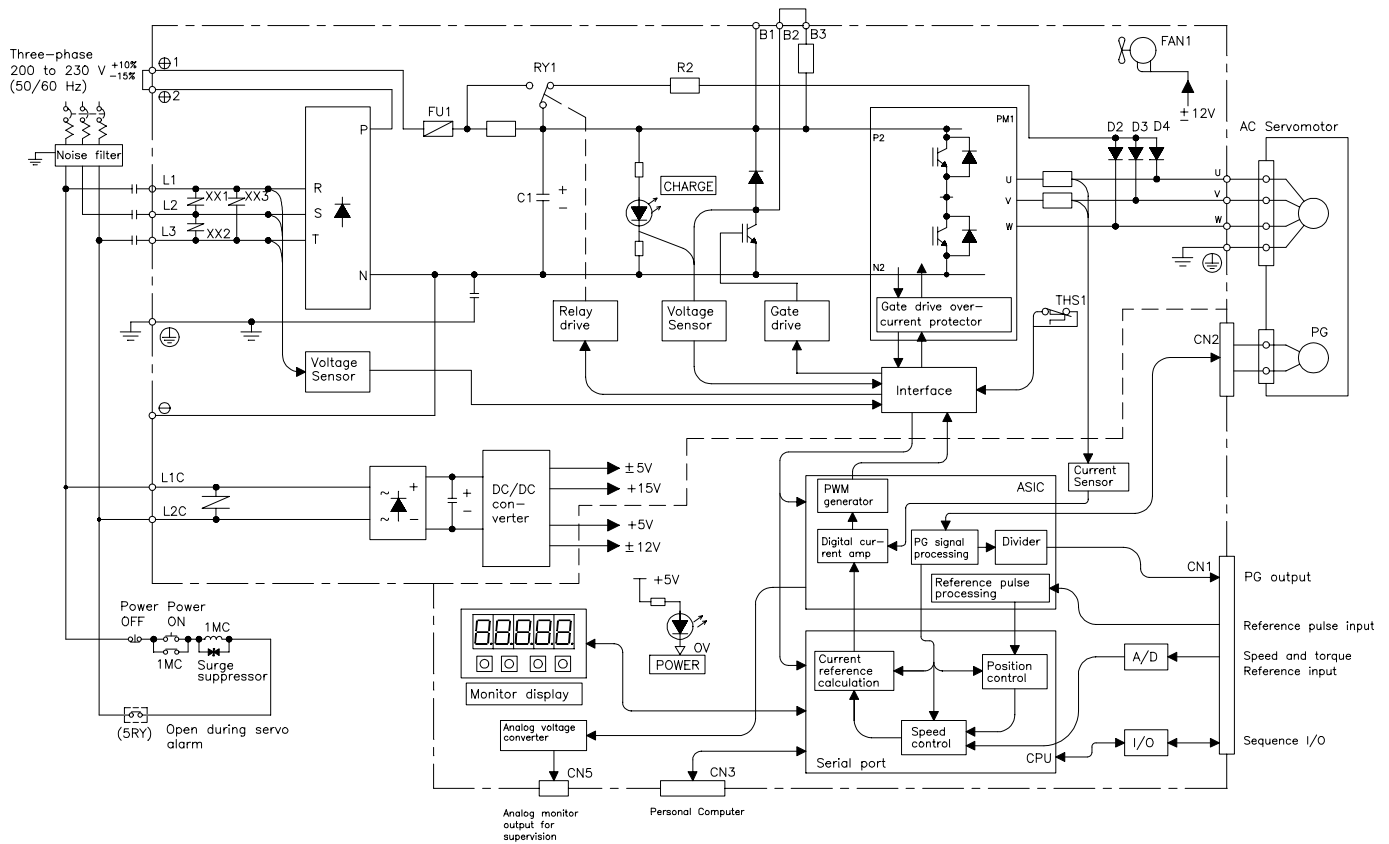 Three-phase
200 to 230 V +10% -15%
(50/60 Hz)
Noise filter
⊕1
⊕2
L1
L2
L3
XX1
XX3
XX2
P
R
S
T
N
FU1
RY1
R2
C1
+
-
CHARGE
B1
B2
B3
P2
PM1
N2
U
V
W
Gate drive over-
current protector
FAN1
±12V
D2
D3
D4
AC Servomotor
U
V
W
PG
CN2
THS1
Relay
drive
Voltage
Sensor
Gate
drive
Voltage
Sensor
Interface
⊖
L1C
L2C
~
~
+
-
+
-
DC/DC
con-
verter
±5V
+15V
+5V
±12V
Current
Sensor
ASIC
PWM
generator
Digital cur-
rent amp
PG signal
processing
Divider
Reference pulse
processing
CN1
PG output
Reference pulse input
Speed and torque
Reference input
A/D
I/O
Sequence I/O
Power
OFF
Power
ON
1MC
1MC
Surge
suppressor
(5RY)
Open during servo
alarm
88888
Monitor display
+5V
0V
POWER
Current
reference
calculation
Position
control
Speed
control
Serial port
CPU
Analog voltage
converter
CN5
CN3
Analog monitor
output for
supervision
Personal Computer